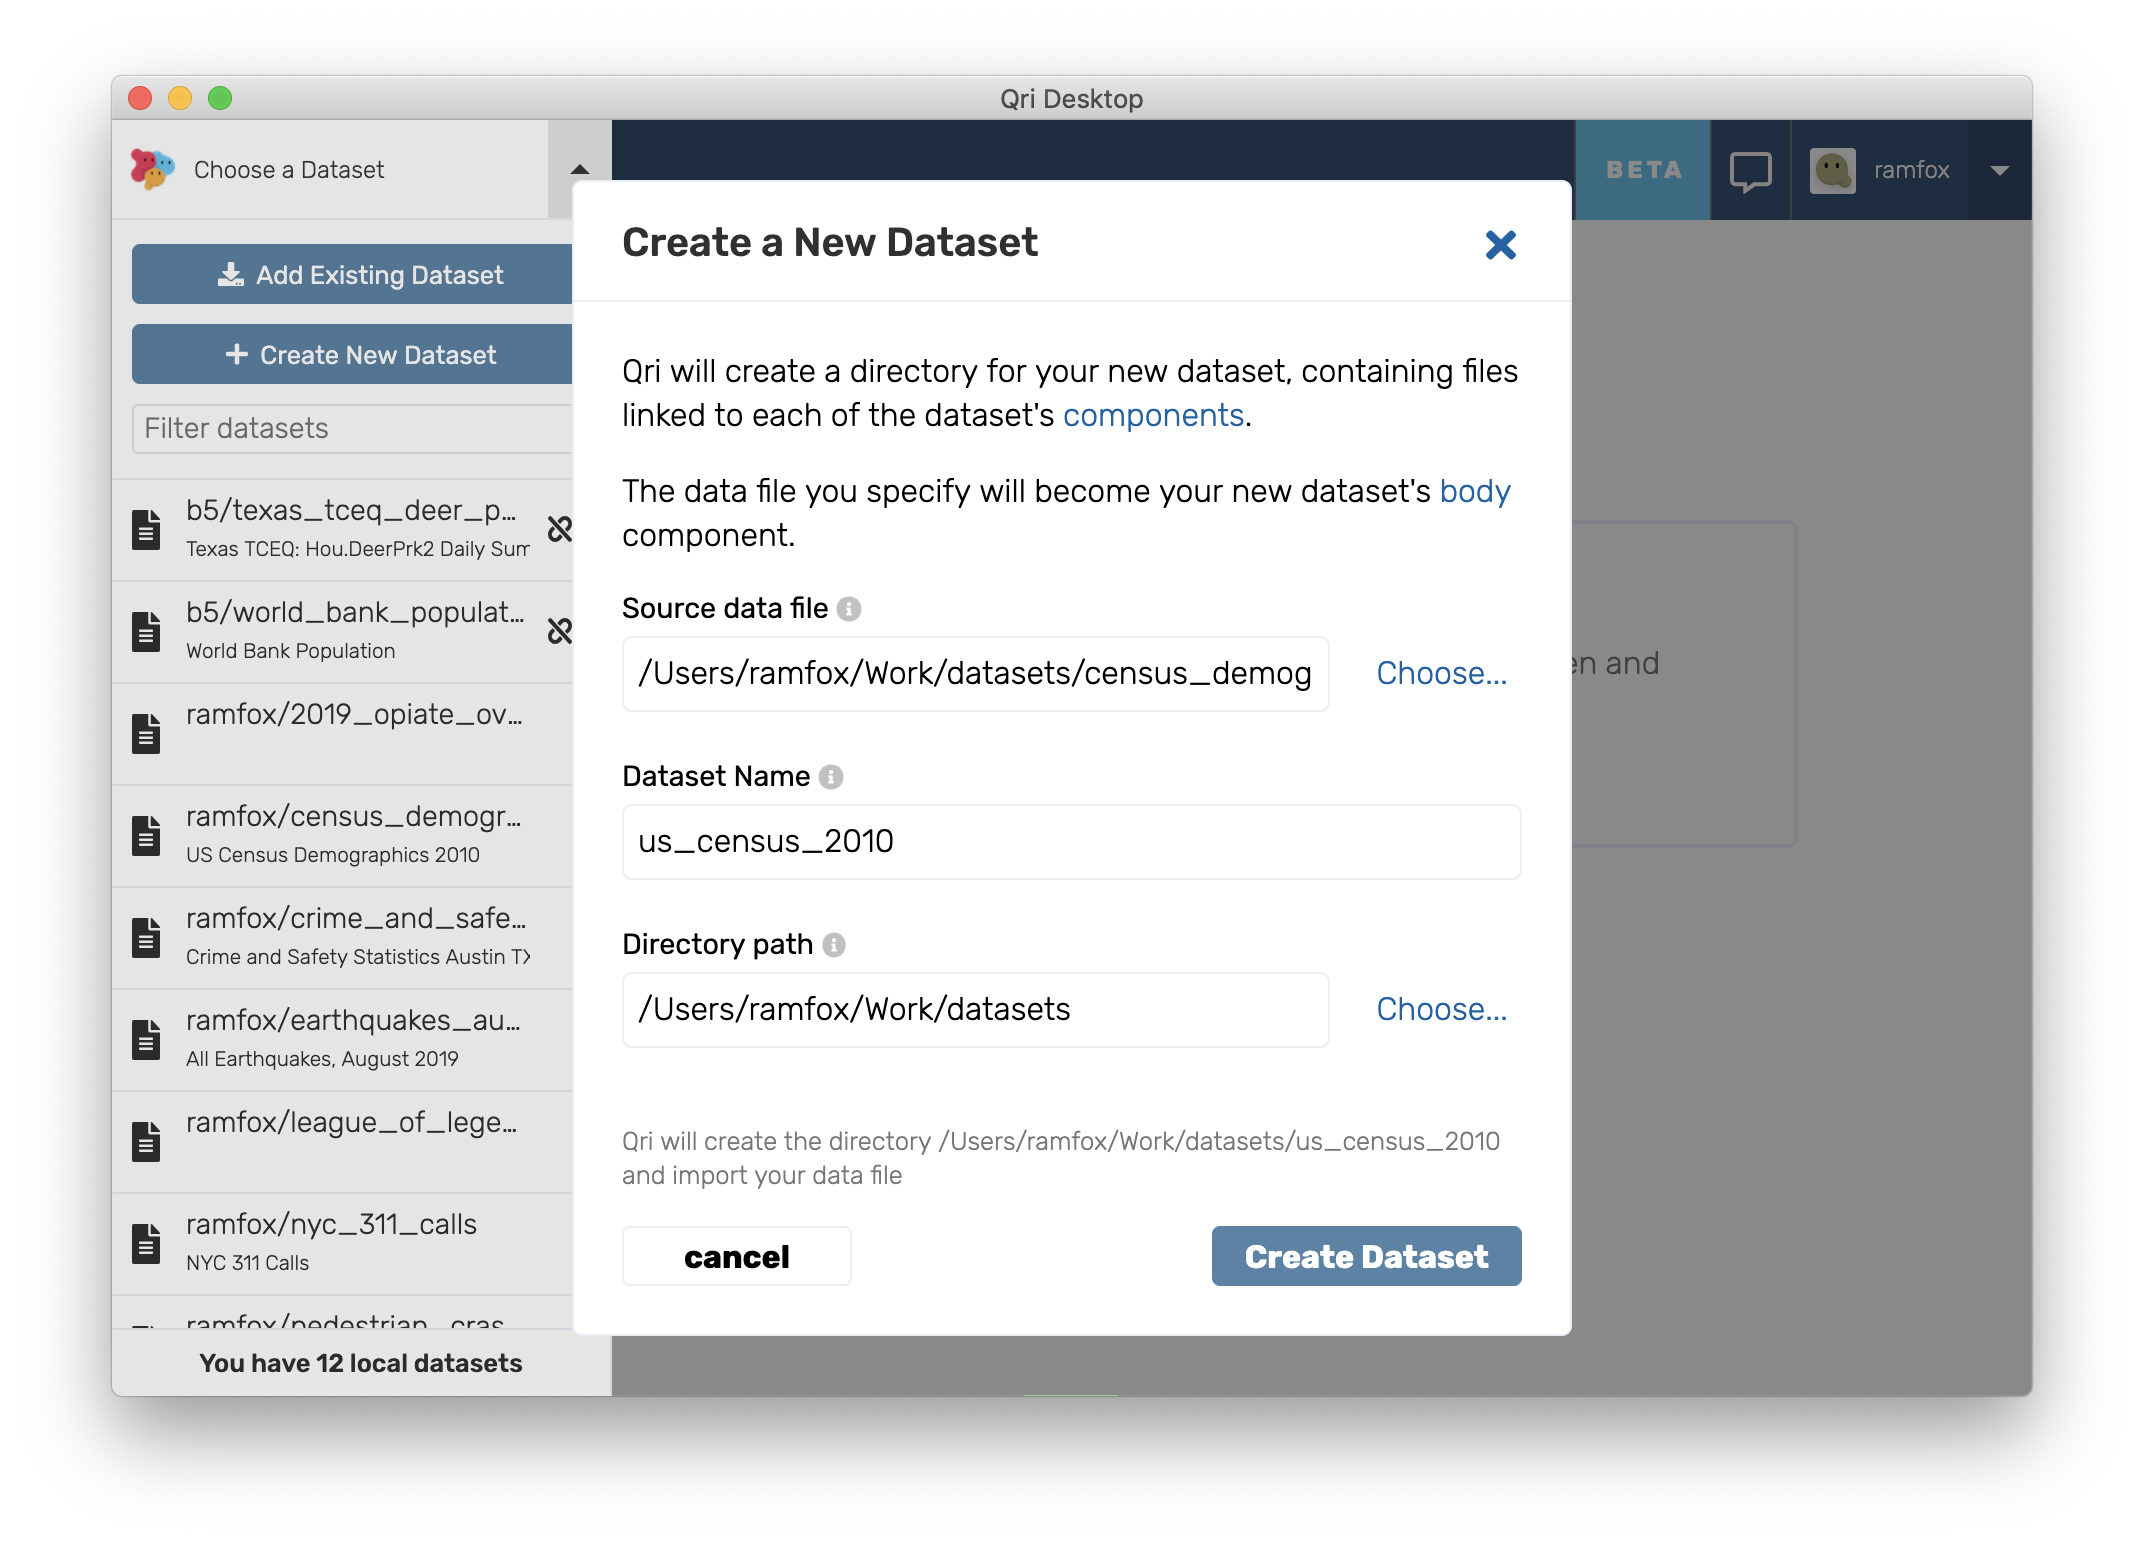 Qri Desktop
Choose a Dataset
BETA
ramfox
Add Existing Dataset
Create New Dataset
Filter datasets
b5/texas_tceq_deer_p...
Texas TCEQ: Hou.DeerPrk2 Daily Sum
b5/world_bank_populat...
World Bank Population
ramfox/2019_opiate_ov...
ramfox/census_demogr...
US Census Demographics 2010
ramfox/crime_and_safe...
Crime and Safety Statistics Austin TX
ramfox/earthquakes_au...
All Earthquakes, August 2019
ramfox/league_of_lege...
ramfox/nyc_311_calls
NYC 311 Calls
ramfox/pedestrian_cras
You have 12 local datasets
Create a New Dataset
Qri will create a directory for your new dataset, containing files
linked to each of the dataset's components.
The data file you specify will become your new dataset's body
component.
Source data file
/Users/ramfox/Work/datasets/census_demog
Choose...
Dataset Name
us_census_2010
Directory path
/Users/ramfox/Work/datasets
Choose...
Qri will create the directory /Users/ramfox/Work/datasets/us_census_2010
and import your data file
cancel
Create Dataset
and